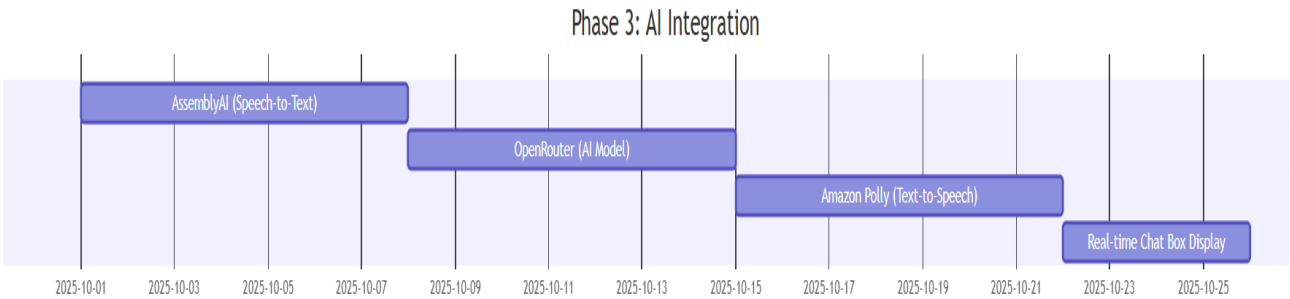 Phase 3: AI Integration
AssemblyAI (Speech-to-Text)
OpenRouter (AI Model)
Amazon Polly (Text-to-Speech)
Real-time Chat Box Display
2025-10-01 2025-10-03 2025-10-05 2025-10-07 2025-10-09 2025-10-11 2025-10-13 2025-10-15 2025-10-17 2025-10-19 2025-10-21 2025-10-23 2025-10-25